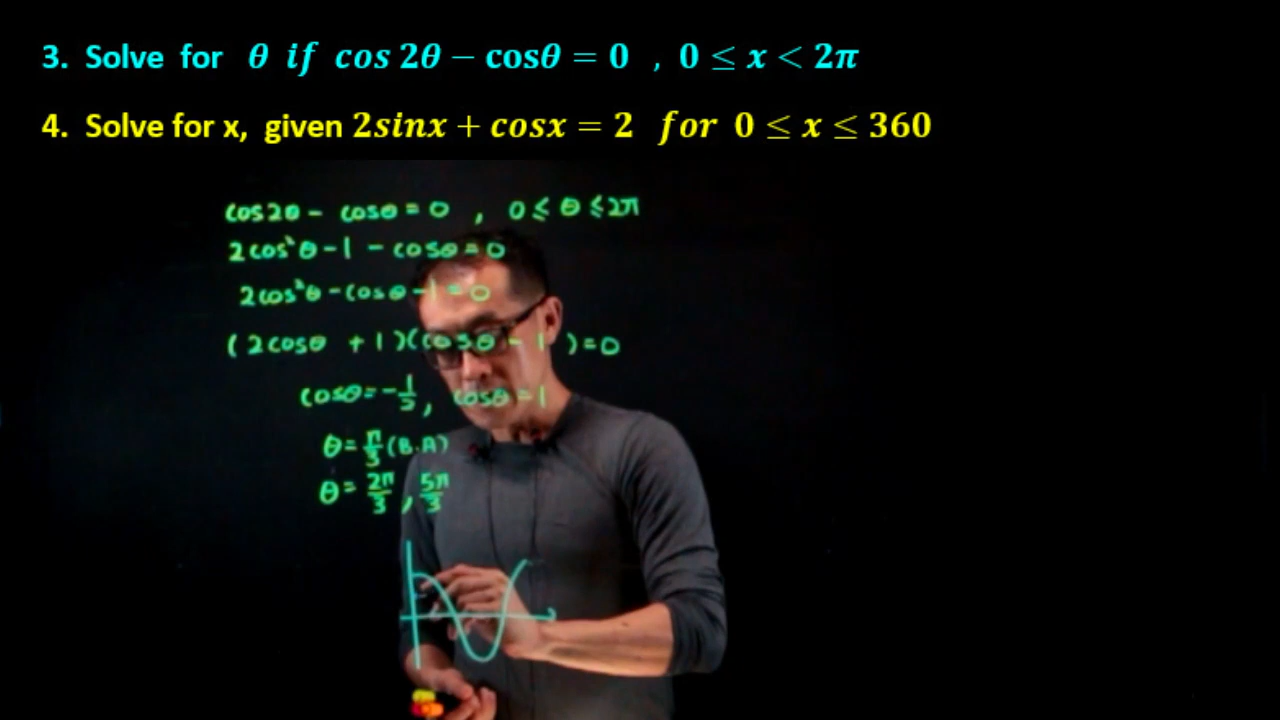 3. Solve for θ if cos 2θ − cosθ = 0 , 0 ≤ x < 2π
4. Solve for x, given 2sinx + cosx = 2 for 0 ≤ x ≤ 360
cos2θ - cosθ = 0 , 0 ≤ θ ≤ 2π
2cos²θ - 1 - cosθ = 0
2cos²θ - cosθ - 1 = 0
(2cosθ + 1)(cosθ - 1) = 0
cosθ = -1/2, cosθ = 1
θ = π/3 (B.A)
θ = 2π/3, 5π/3